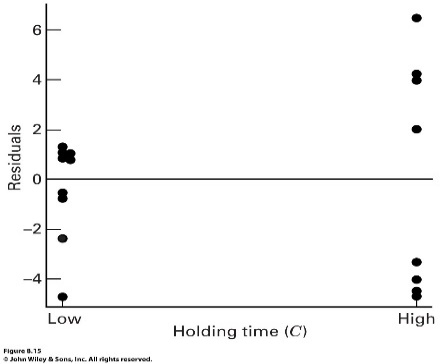 6
4
2
0
−2
−4
Residuals
Low
High
Holding time (C)
Figure 8.15
© John Wiley & Sons, Inc. All rights reserved.